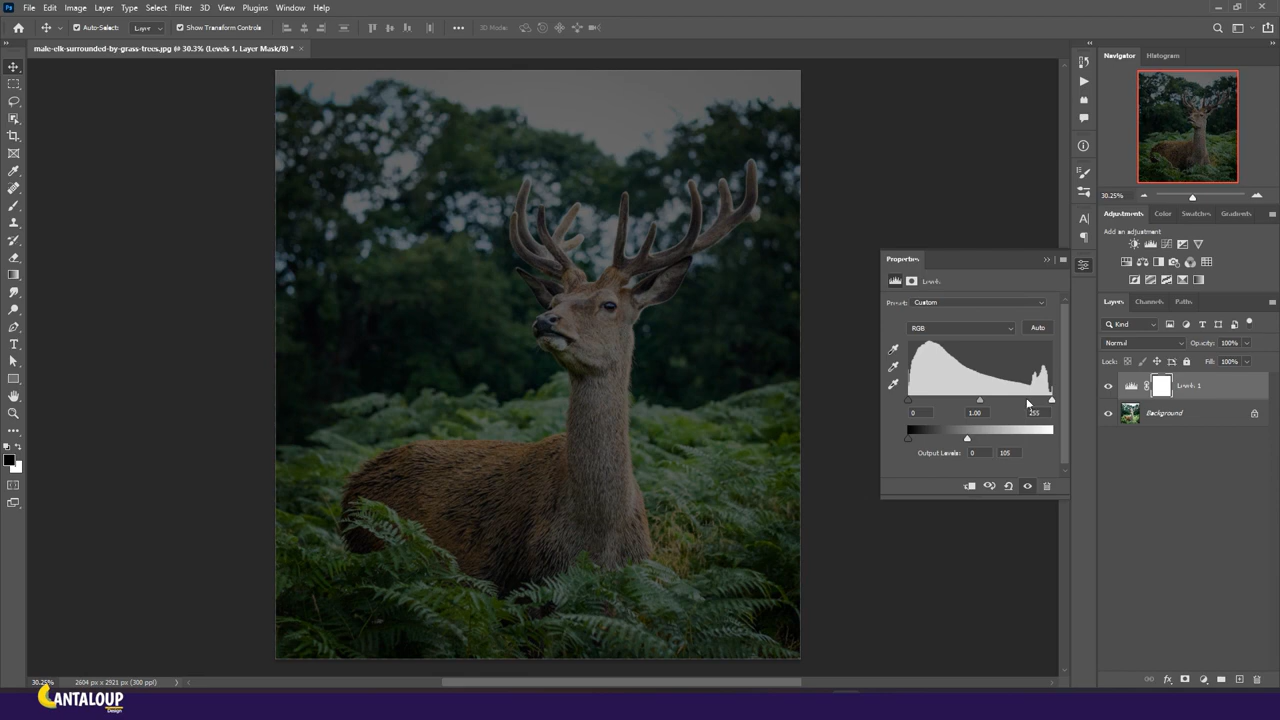 Ps File Edit Image Layer Type Select Filter 3D View Plugins Window Help
Auto-Select: Layer Show Transform Controls 3D Mode:
male-elk-surrounded-by-grass-trees.jpg @ 30.3% (Levels 1, Layer Mask/8) * ×
Navigator Histogram
30.25%
Adjustments Color Swatches Gradients
Add an adjustment
Properties
Levels
Preset: Custom
RGB Auto
0 1.00 255
Output Levels: 0 105
Layers Channels Paths
Kind
Normal Opacity: 100%
Lock: Fill: 100%
Levels 1
Background
30.25% 2604 px x 2921 px (300 ppi)
CANTALOUP
Design